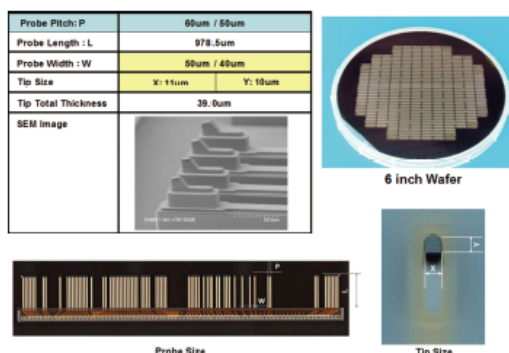 Probe Pitch: P 60um / 50um
Probe Length : L 978.5um
Probe Width : W 50um / 40um
Tip Size X: 11um Y: 10um
Tip Total Thickness 39.0um
SEM Image
6 inch Wafer
P
L
W
Y
X
Probe Size
Tip Size